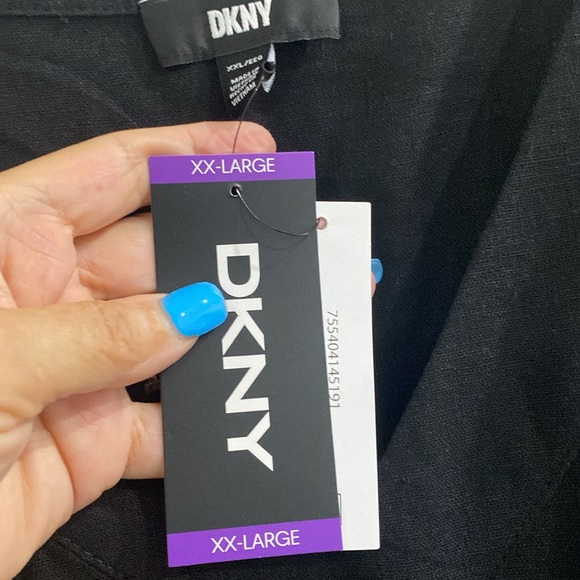 DKNY
XXL/EEG
MADE IN
VIETNAM
XX-LARGE
DKNY
755404145191
XX-LARGE